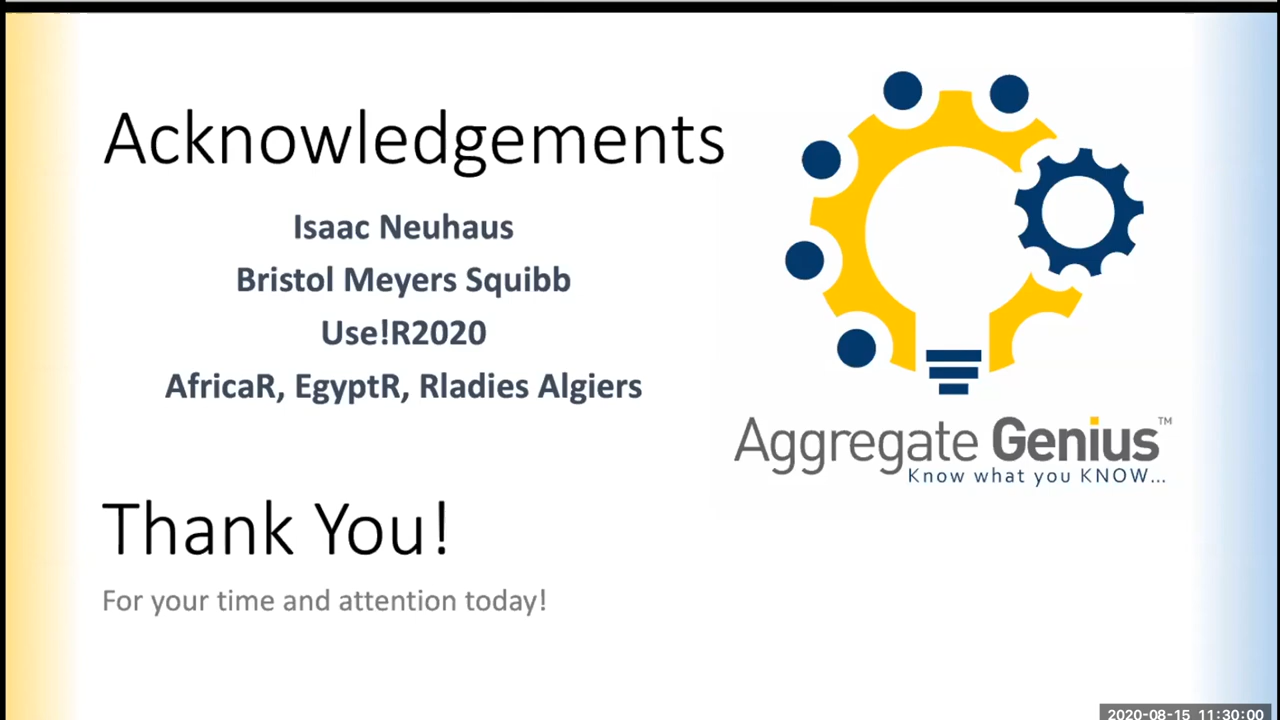 Acknowledgements
Isaac Neuhaus
Bristol Meyers Squibb
Use!R2020
AfricaR, EgyptR, Rladies Algiers
Aggregate Genius™
Know what you KNOW...
Thank You!
For your time and attention today!
2020-08-15 11:30:00